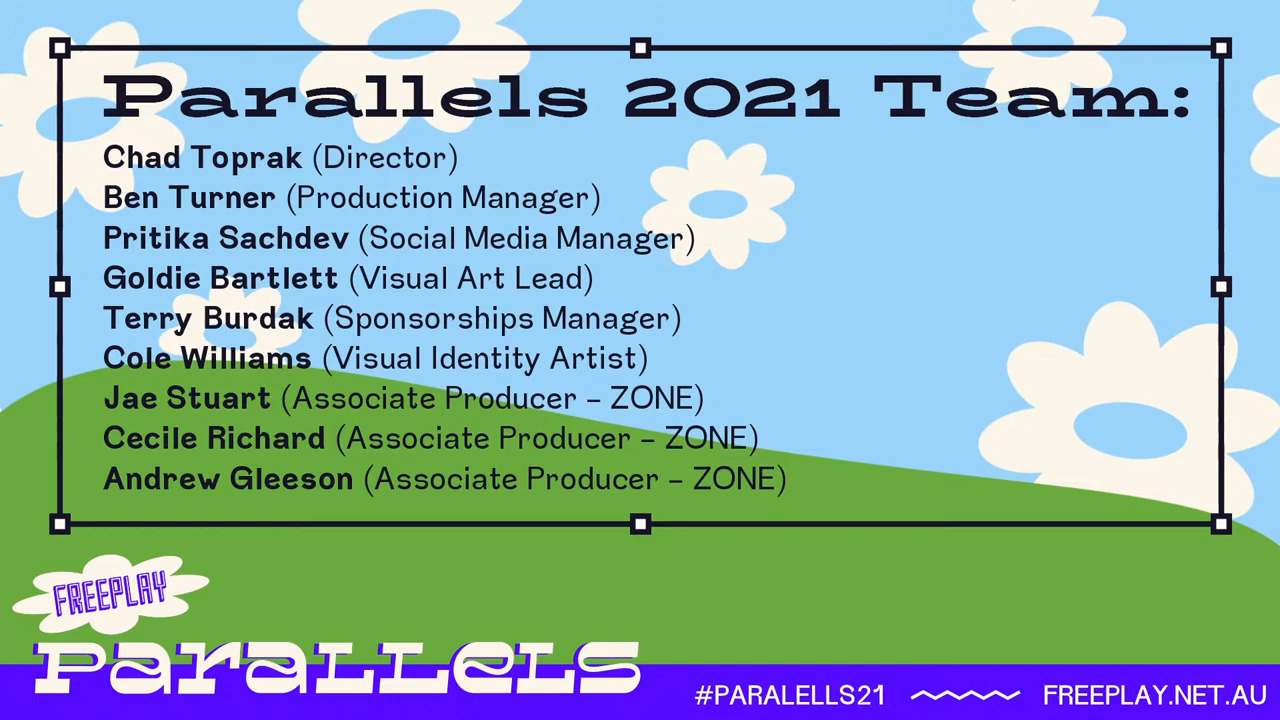 Parallels 2021 Team:
Chad Toprak (Director)
Ben Turner (Production Manager)
Pritika Sachdev (Social Media Manager)
Goldie Bartlett (Visual Art Lead)
Terry Burdak (Sponsorships Manager)
Cole Williams (Visual Identity Artist)
Jae Stuart (Associate Producer – ZONE)
Cecile Richard (Associate Producer – ZONE)
Andrew Gleeson (Associate Producer – ZONE)
FREEPLAY
Parallels
#PARALELLS21 FREEPLAY.NET.AU